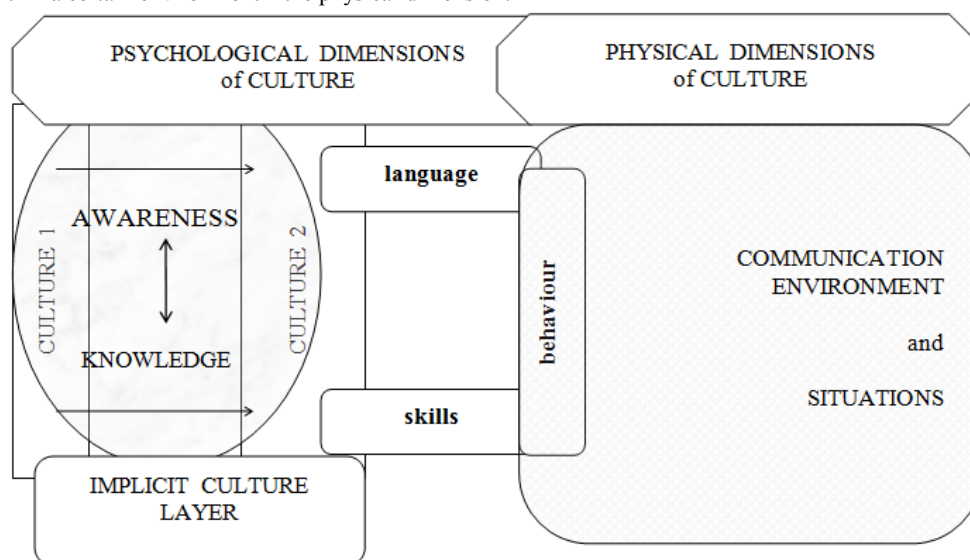 PSYCHOLOGICAL DIMENSIONS
of CULTURE
PHYSICAL DIMENSIONS
of CULTURE
language
AWARENESS
CULTURE 1
CULTURE 2
KNOWLEDGE
behaviour
COMMUNICATION
ENVIRONMENT
and
SITUATIONS
skills
IMPLICIT CULTURE
LAYER